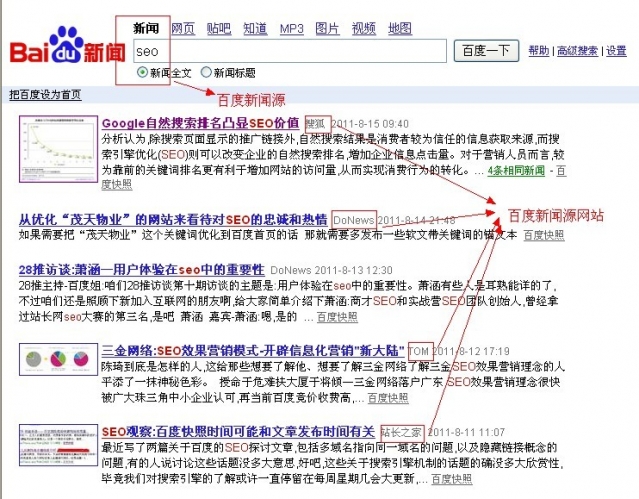 新闻 网页 贴吧 知道 MP3 图片 视频 地图
Bai du 新闻 seo 百度一下 帮助 | 高级搜索 | 设置
新闻全文 新闻标题
把百度设为首页
百度新闻源
Google自然搜索排名凸显SEO价值 搜狐 2011-8-15 09:40
分析认为,除搜索页面显示的推广链接外,自然搜索结果是消费者较为信任的信息获取来源,而搜
索引擎优化(SEO)则可以改变企业的自然搜索排名,增加企业信息点击量。对于营销人员而言,较
为靠前的关键词排名更有利于增加网站的访问量,从而实现消费行为的转化。... 4条相同新闻 - 百
度快照
百度新闻源网站
从优化“茂天物业”的网站来看待对SEO的忠诚和热情 DoNews 2011-8-14 21:48
如果需要把“茂天物业”这个关键词优化到百度首页的话 那就需要多发布一些软文带关键词的锚文本 百度快照
28推访谈:萧涵—用户体验在seo中的重要性 DoNews 2011-8-13 12:30
28推主持-百度姐:咱们28推访谈第十期访谈的主题是:用户体验在seo中的重要性。萧涵有些人是耳熟能详的了,
不过咱们还是照顾下新加入互联网的朋友啊,给大家简单介绍下萧涵:商才SEO和实战营SEO团队创始人,曾经拿
过站长网seo大赛的第三名,是吧 萧涵 嘉宾-萧涵:嗯,是的 ... 百度快照
三金网络:SEO效果营销模式-开辟信息化营销"新大陆" TOM 2011-8-12 17:19
陈琦到底是怎样的人,这给那些想要了解他、想要了解三金网络了解三金SEO效果营销理念的人
平添了一抹神秘色彩。 授命于危难扶大厦于将倾—三金网络落户广东 SEO效果营销理念很快
被广大珠三角中小企业认可,再当前百度竞价收费高,... 百度快照
SEO观察:百度快照时间可能和文章发布时间有关 站长之家 2011-8-11 11:07
最近写了两篇关于百度的SEO探讨文章,包括多域名指向同一域名的问题,以及隐藏链接概念的
问题,有的人说讨论这些话题没多大意思,好吧,这些关于搜索引擎机制的话题的确没多大欣赏性,
毕竟我们对搜索引擎的了解或许一直停留在每周星期几会大更新,... 百度快照